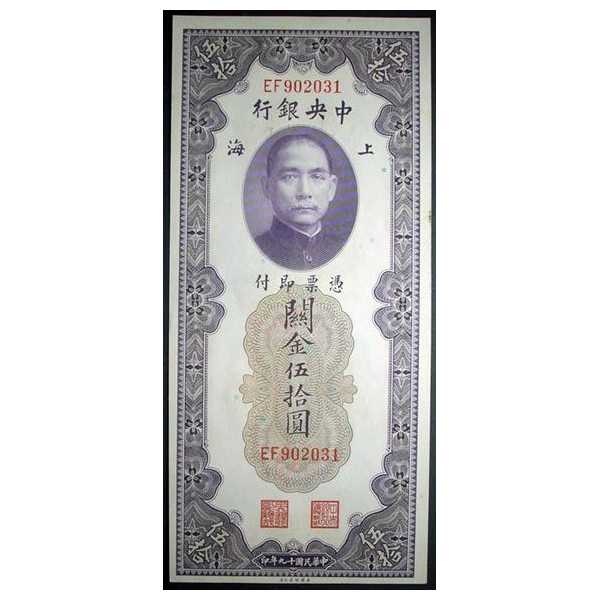 伍拾
伍拾
EF902031
中央銀行
上海
憑票即付
關金伍拾圓
EF902031
伍拾
伍拾
中華民國十九年印